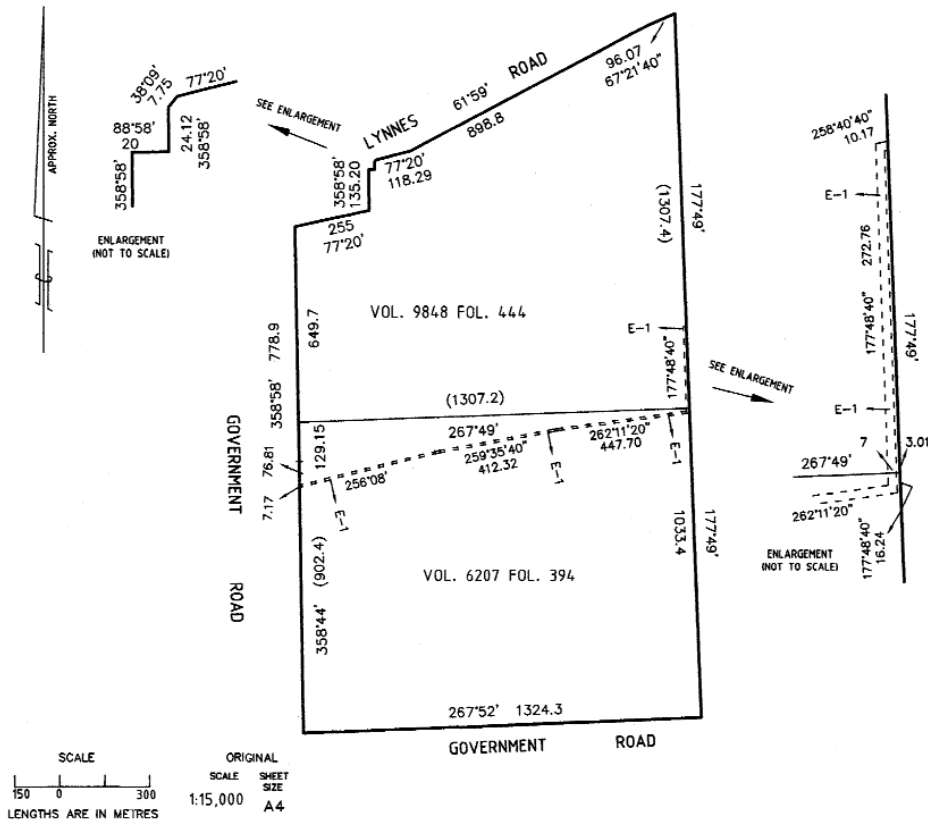 APPROX. NORTH
38°09'
7.75
77°20'
88°58'
20
24.12
358°58'
358°58'
ENLARGEMENT
(NOT TO SCALE)
SEE ENLARGEMENT
LYNNES ROAD
61°59'
898.8
96.07
67°21'40"
358°58'
135.20
77°20'
118.29
255
77°20'
(1307.4)
177°49'
VOL. 9848 FOL. 444
649.7
778.9
358°58'
E-1
177°48'40"
SEE ENLARGEMENT
(1307.2)
267°49'
129.15
76.81
7.17
256°08'
259°35'40"
412.32
262°11'20"
447.70
E-1
E-1
E-1
GOVERNMENT ROAD
(902.4)
358°44'
1033.4
177°49'
VOL. 6207 FOL. 394
267°52' 1324.3
GOVERNMENT ROAD
258°40'40"
10.17
E-1
272.76
177°48'40"
177°49'
E-1
7
3.01
267°49'
262°11'20"
177°48'40"
16.24
ENLARGEMENT
(NOT TO SCALE)
SCALE
150 0 300
LENGTHS ARE IN METRES
ORIGINAL
SCALE
SHEET
SIZE
1:15,000
A4